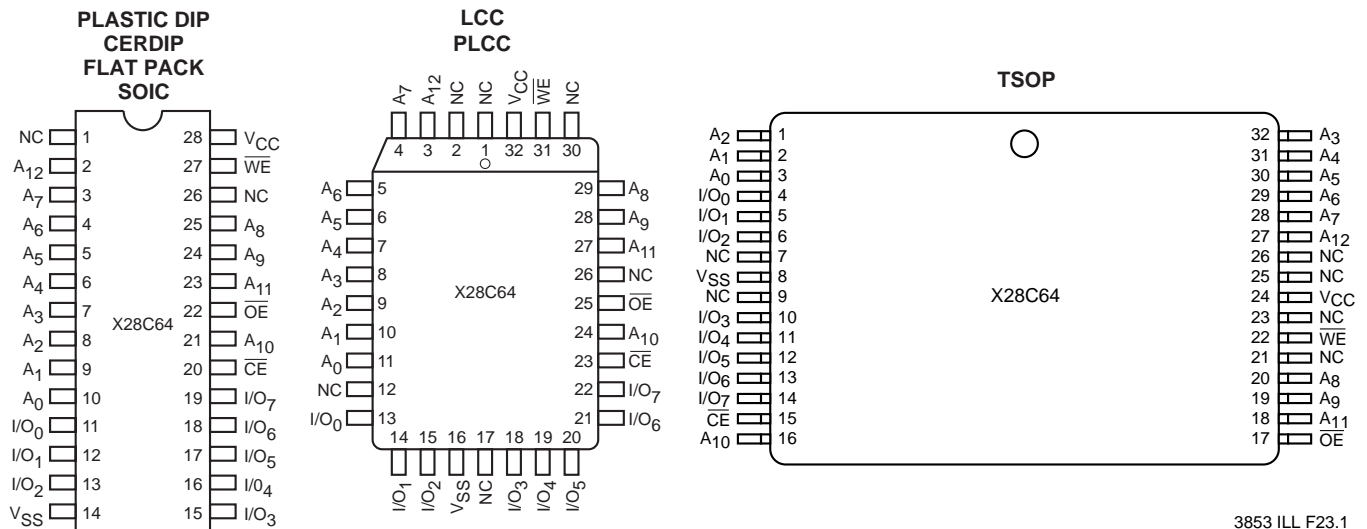 PLASTIC DIP
CERDIP
FLAT PACK
SOIC
NC 1 28 VCC
A12 2 27 WE
A7 3 26 NC
A6 4 25 A8
A5 5 24 A9
A4 6 23 A11
A3 7 22 OE
X28C64
A2 8 21 A10
A1 9 20 CE
A0 10 19 I/O7
I/O0 11 18 I/O6
I/O1 12 17 I/O5
I/O2 13 16 I/04
VSS 14 15 I/O3
LCC
PLCC
A7 A12 NC NC VCC WE NC
4 3 2 1 32 31 30
A6 5 29 A8
A5 6 28 A9
A4 7 27 A11
A3 8 26 NC
X28C64
A2 9 25 OE
A1 10 24 A10
A0 11 23 CE
NC 12 22 I/O7
I/O0 13 21 I/O6
14 15 16 17 18 19 20
I/O1 I/O2 VSS NC I/O3 I/O4 I/O5
TSOP
A2 1 32 A3
A1 2 31 A4
A0 3 30 A5
I/O0 4 29 A6
I/O1 5 28 A7
I/O2 6 27 A12
NC 7 26 NC
VSS 8 25 NC
X28C64
NC 9 24 VCC
I/O3 10 23 NC
I/O4 11 22 WE
I/O5 12 21 NC
I/O6 13 20 A8
I/O7 14 19 A9
CE 15 18 A11
A10 16 17 OE
3853 ILL F23.1